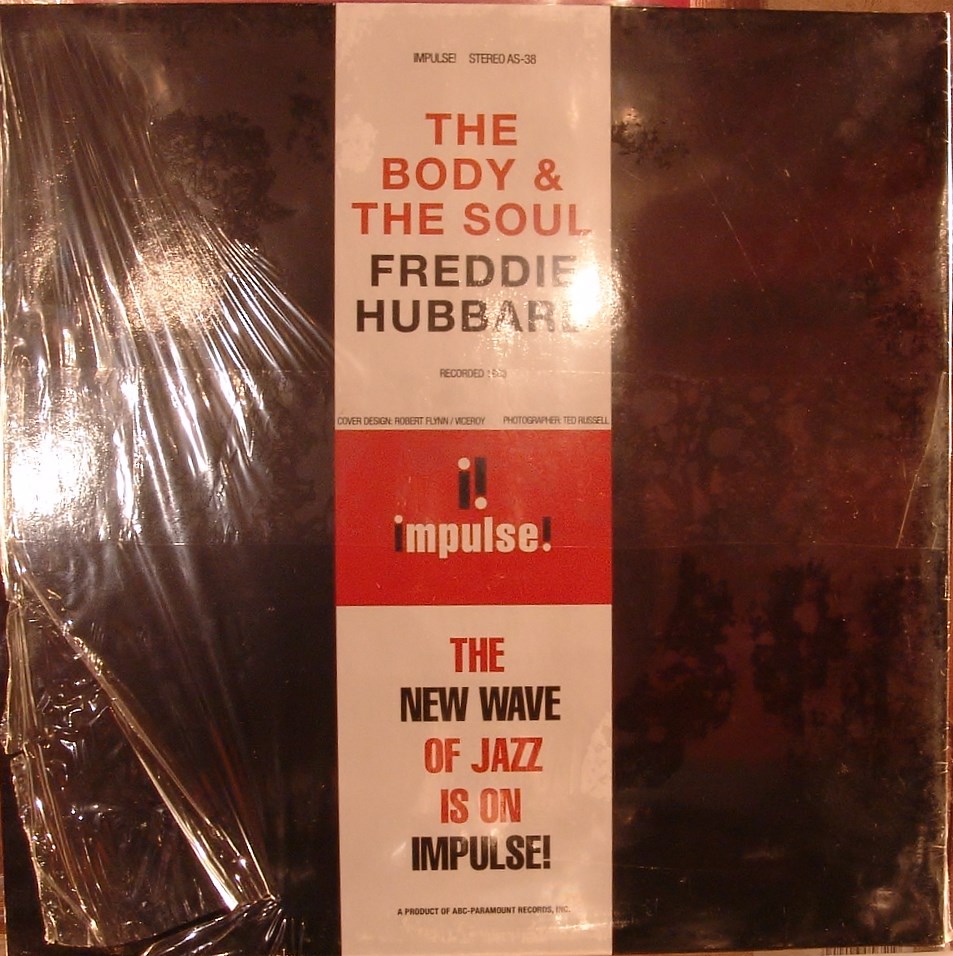 IMPULSE! STEREO AS-38
THE
BODY &
THE SOUL
FREDDIE
HUBBARD
RECORDED
COVER DESIGN: ROBERT FLYNN / VICEROY PHOTOGRAPHER: TED RUSSELL
i!
impulse!
THE
NEW WAVE
OF JAZZ
IS ON
IMPULSE!
A PRODUCT OF ABC-PARAMOUNT RECORDS, INC.